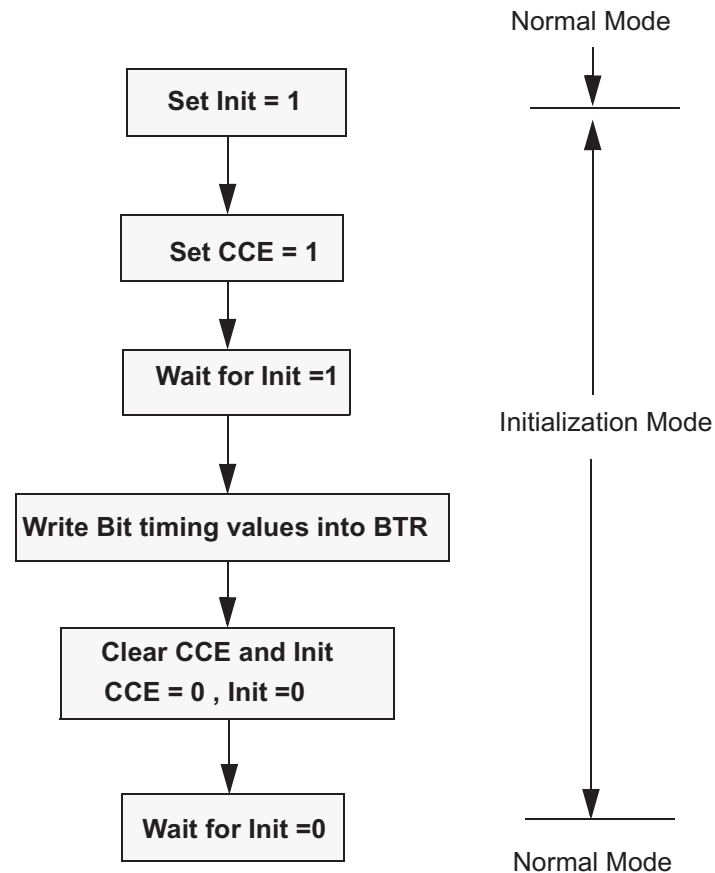 Normal Mode
Set Init = 1
Set CCE = 1
Wait for Init =1
Initialization Mode
Write Bit timing values into BTR
Clear CCE and Init
CCE = 0 , Init =0
Wait for Init =0
Normal Mode